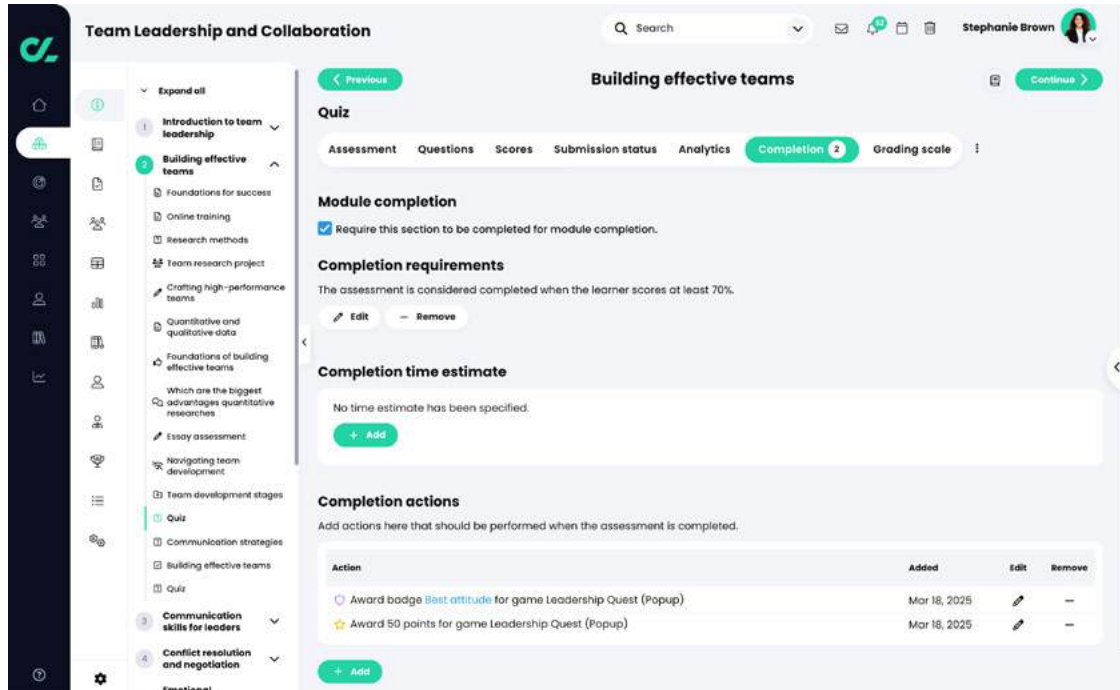 Team Leadership and Collaboration
Search
62
Stephanie Brown
Expand all
1
Introduction to team
leadership
2
Building effective
teams
Foundations for success
Online training
Research methods
Team research project
Crafting high-performance
teams
Quantitative and
qualitative data
Foundations of building
effective teams
Which are the biggest
advantages quantitative
researches
Essay assessment
Navigating team
development
Team development stages
Quiz
Communication strategies
Building effective teams
Quiz
3
Communication
skills for leaders
4
Conflict resolution
and negotiation
Emotional
Previous
Building effective teams
Continue
Quiz
Assessment Questions Scores Submission status Analytics Completion 2 Grading scale
Module completion
Require this section to be completed for module completion.
Completion requirements
The assessment is considered completed when the learner scores at least 70%.
Edit – Remove
Completion time estimate
No time estimate has been specified.
+ Add
Completion actions
Add actions here that should be performed when the assessment is completed.
Action Added Edit Remove
Award badge Best attitude for game Leadership Quest (Popup) Mar 18, 2025 –
Award 50 points for game Leadership Quest (Popup) Mar 18, 2025 –
+ Add